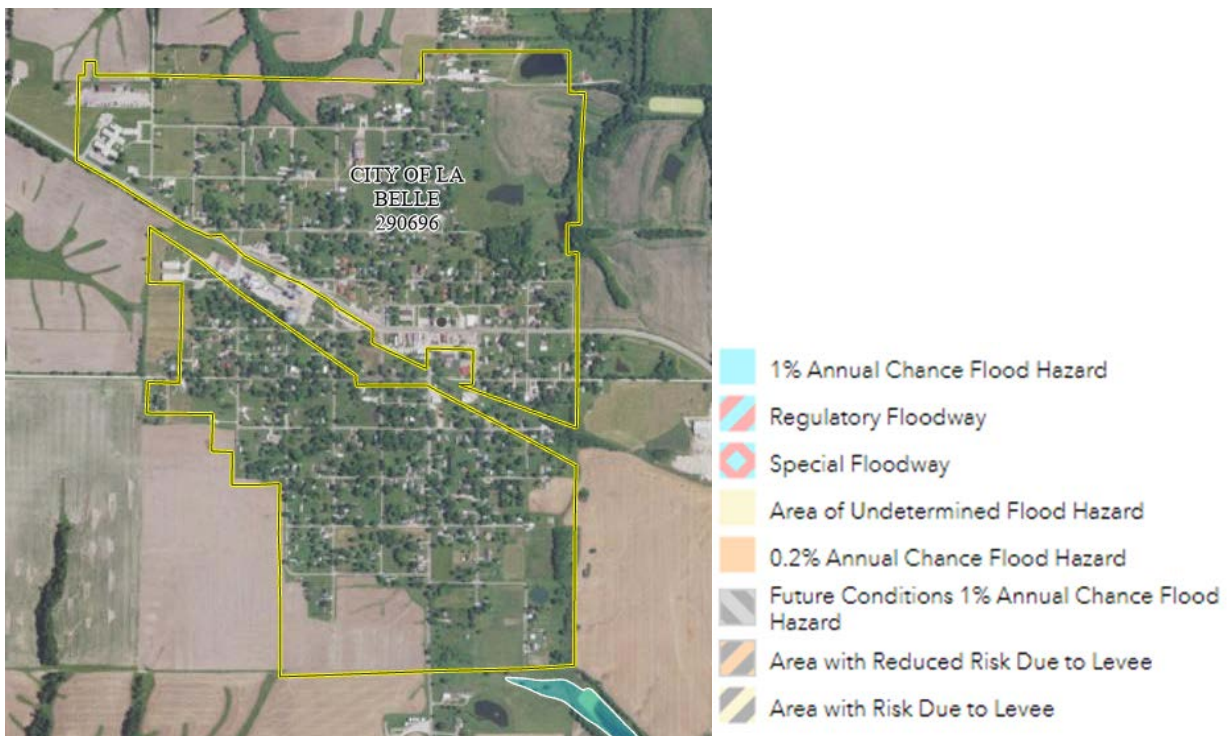 CITY OF LA
BELLE
290696
1% Annual Chance Flood Hazard
Regulatory Floodway
Special Floodway
Area of Undetermined Flood Hazard
0.2% Annual Chance Flood Hazard
Future Conditions 1% Annual Chance Flood
Hazard
Area with Reduced Risk Due to Levee
Area with Risk Due to Levee